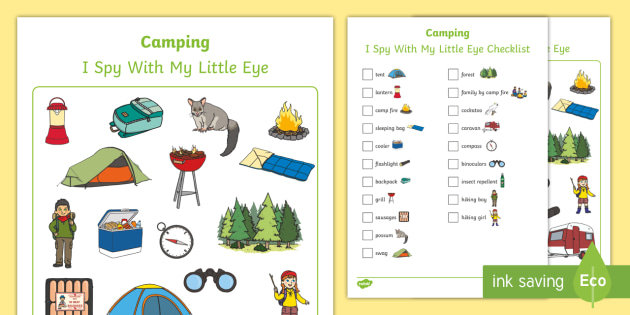 Camping
I Spy With My Little Eye
Camping
I Spy With My Little Eye Checklist
tent
lantern
camp fire
sleeping bag
cooler
flashlight
backpack
grill
sausages
possum
swag
forest
family by camp fire
cockatoo
caravan
compass
binoculars
insect repellent
hiking boy
hiking girl
Eye
ink saving
Eco